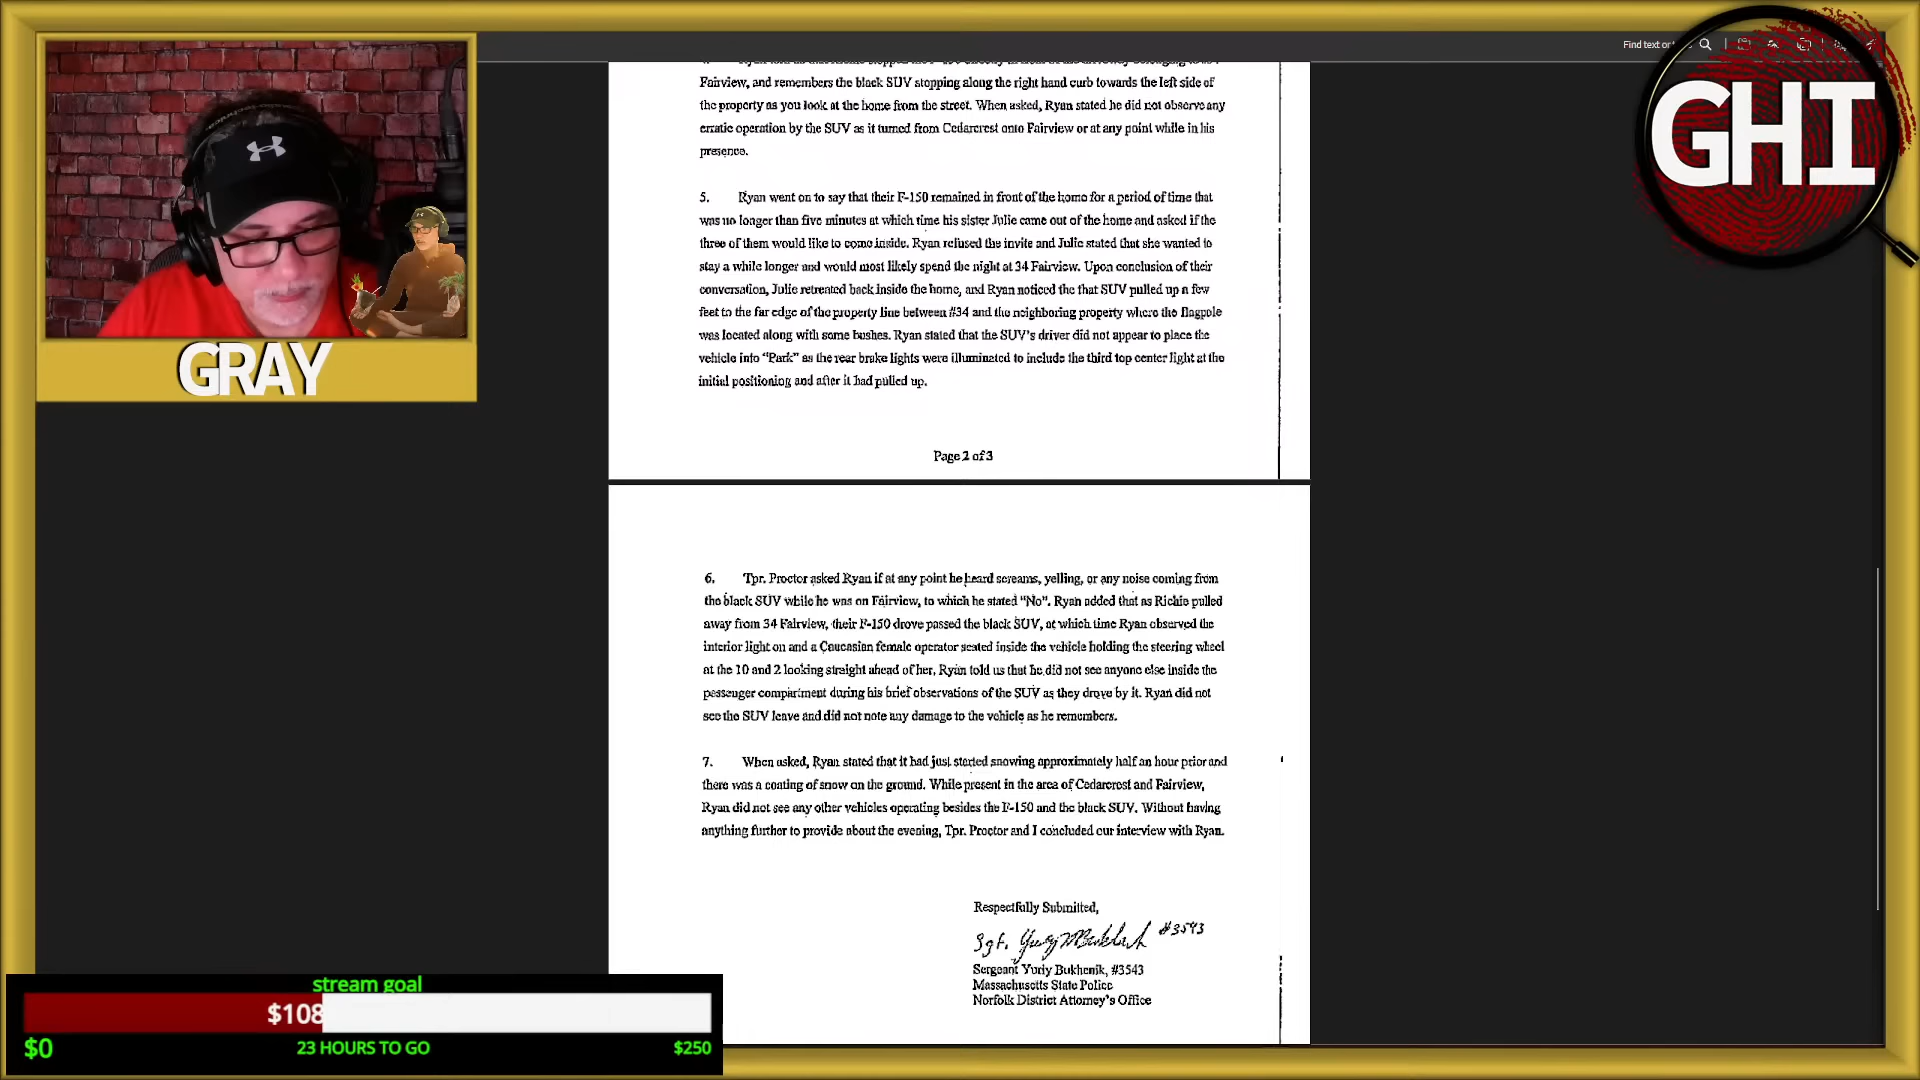 Find text or
GHI
GRAY
Fairview, and remembers the black SUV stopping along the right hand curb towards the left side of
the property as you look at the home from the street. When asked, Ryan stated he did not observe any
erratic operation by the SUV as it turned from Cedarcrest onto Fairview or at any point while in his
presence.
5. Ryan went on to say that their F-150 remained in front of the home for a period of time that
was no longer than five minutes at which time his sister Julie came out of the home and asked if the
three of them would like to come inside. Ryan refused the invite and Julie stated that she wanted to
stay a while longer and would most likely spend the night at 34 Fairview. Upon conclusion of their
conversation, Julie retreated back inside the home, and Ryan noticed the that SUV pulled up a few
feet to the far edge of the property line between #34 and the neighboring property where the flagpole
was located along with some bushes. Ryan stated that the SUV's driver did not appear to place the
vehicle into "Park" as the rear brake lights were illuminated to include the third top center light at the
initial positioning and after it had pulled up.
Page 2 of 3
6. Tpr. Proctor asked Ryan if at any point he heard screams, yelling, or any noise coming from
the black SUV while he was on Fairview, to which he stated "No". Ryan added that as Richie pulled
away from 34 Fairview, their F-150 drove passed the black SUV, at which time Ryan observed the
interior light on and a Caucasian female operator seated inside the vehicle holding the steering wheel
at the 10 and 2 looking straight ahead of her. Ryan told us that he did not see anyone else inside the
passenger compartment during his brief observations of the SUV as they drove by it. Ryan did not
see the SUV leave and did not note any damage to the vehicle as he remembers.
7. When asked, Ryan stated that it had just started snowing approximately half an hour prior and
there was a coating of snow on the ground. While present in the area of Cedarcrest and Fairview,
Ryan did not see any other vehicles operating besides the F-150 and the black SUV. Without having
anything further to provide about the evening, Tpr. Proctor and I concluded our interview with Ryan.
Respectfully Submitted,
Sgt. Yuriy Bukhenik #3543
Sergeant Yuriy Bukhenik, #3543
Massachusetts State Police
Norfolk District Attorney's Office
stream goal
$108
$0
23 HOURS TO GO
$250